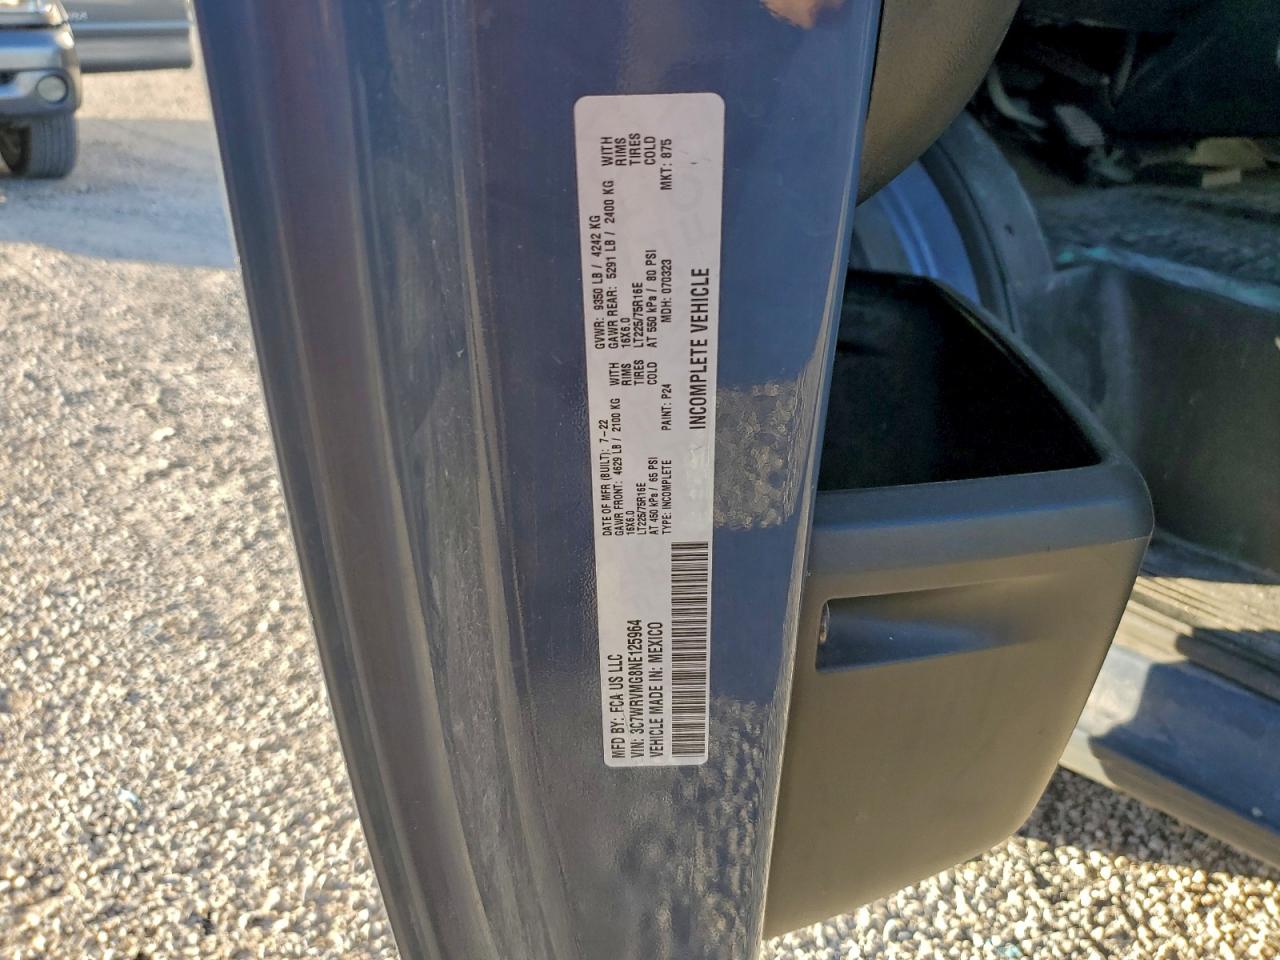 MFD BY: FCA US LLC
VIN: 3C7WRVMG8NE125964
VEHICLE MADE IN: MEXICO
DATE OF MFR (BUILT): 7-22
GAWR FRONT: 4629 LB / 2100 KG WITH
16X6.0 RIMS
LT225/75R16E TIRES
AT 450 kPa / 65 PSI COLD
TYPE: INCOMPLETE PAINT: P24
GVWR: 9350 LB / 4242 KG
GAWR REAR: 5291 LB / 2400 KG WITH
16X6.0 RIMS
LT225/75R16E TIRES
AT 550 kPa / 80 PSI COLD
MDH: 070323 MKT: 875
INCOMPLETE VEHICLE